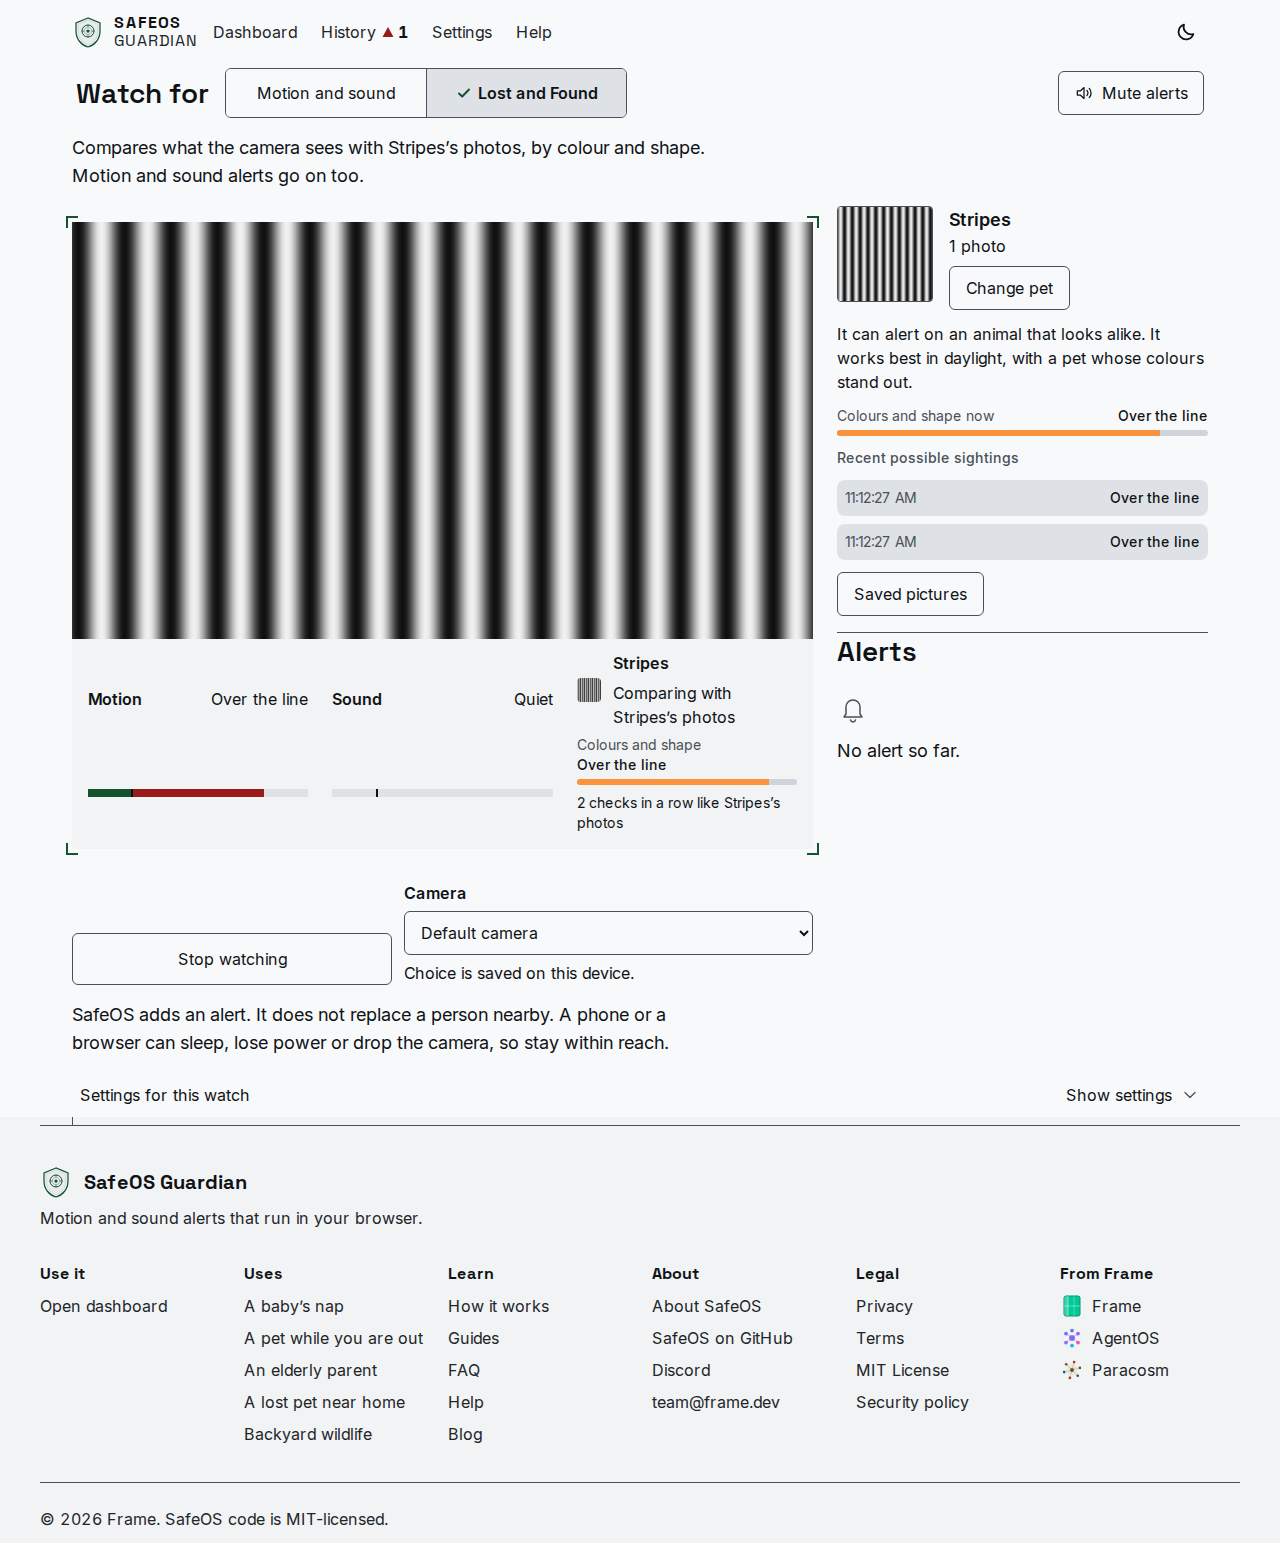 SAFEOS
GUARDIAN
Dashboard
History 1
Settings
Help
Watch for
Motion and sound
Lost and Found
Mute alerts
Compares what the camera sees with Stripes’s photos, by colour and shape.
Motion and sound alerts go on too.
Stripes
1 photo
Change pet
It can alert on an animal that looks alike. It
works best in daylight, with a pet whose colours
stand out.
Colours and shape now
Over the line
Recent possible sightings
11:12:27 AM
Over the line
11:12:27 AM
Over the line
Saved pictures
Alerts
No alert so far.
Motion
Over the line
Sound
Quiet
Stripes
Comparing with
Stripes’s photos
Colours and shape
Over the line
2 checks in a row like Stripes’s
photos
Stop watching
Camera
Default camera
Choice is saved on this device.
SafeOS adds an alert. It does not replace a person nearby. A phone or a
browser can sleep, lose power or drop the camera, so stay within reach.
Settings for this watch
Show settings
SafeOS Guardian
Motion and sound alerts that run in your browser.
Use it
Open dashboard
Uses
A baby’s nap
A pet while you are out
An elderly parent
A lost pet near home
Backyard wildlife
Learn
How it works
Guides
FAQ
Help
Blog
About
About SafeOS
SafeOS on GitHub
Discord
team@frame.dev
Legal
Privacy
Terms
MIT License
Security policy
From Frame
Frame
AgentOS
Paracosm
© 2026 Frame. SafeOS code is MIT-licensed.